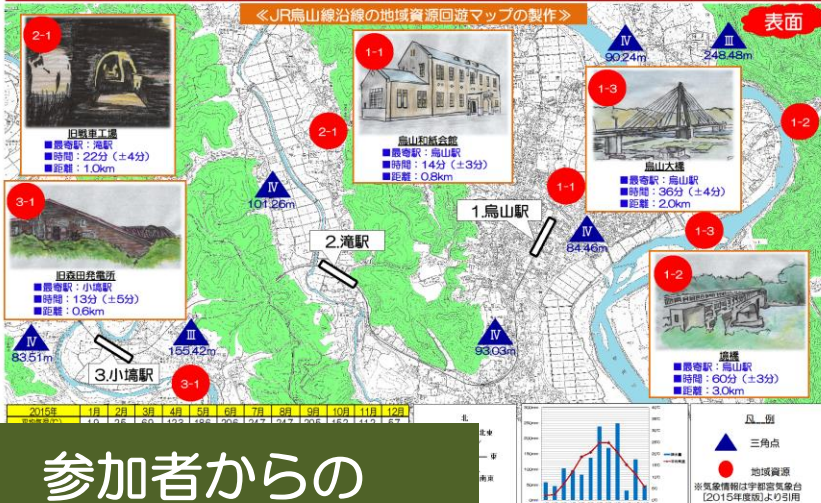 ≪JR烏山線沿線の地域資源回遊マップの製作≫
表面
2-1
旧戦車工場
■最寄駅：滝駅
■時間：22分（±4分）
■距離：1.0km
1-1
烏山和紙会館
■最寄駅：烏山駅
■時間：14分（±3分）
■距離：0.8km
Ⅳ
90.24m
Ⅲ
248.48m
1-3
烏山大橋
■最寄駅：烏山駅
■時間：36分（±4分）
■距離：2.0km
1-2
2-1
Ⅳ
101.26m
1-1
1.烏山駅
Ⅳ
84.46m
1-3
3-1
旧森田発電所
■最寄駅：小塙駅
■時間：13分（±5分）
■距離：0.6km
2.滝駅
1-2
境橋
■最寄駅：烏山駅
■時間：60分（±3分）
■距離：3.0km
Ⅳ
83.51m
Ⅲ
155.42m
Ⅳ
93.03m
3.小塙駅
3-1
2015年 1月 2月 3月 4月 5月 6月 7月 8月 9月 10月 11月 12月
北
北東
東
南東
凡 例
三角点
地域資源
※気象情報は宇都宮気象台
[2015年度版]より引用
参加者からの